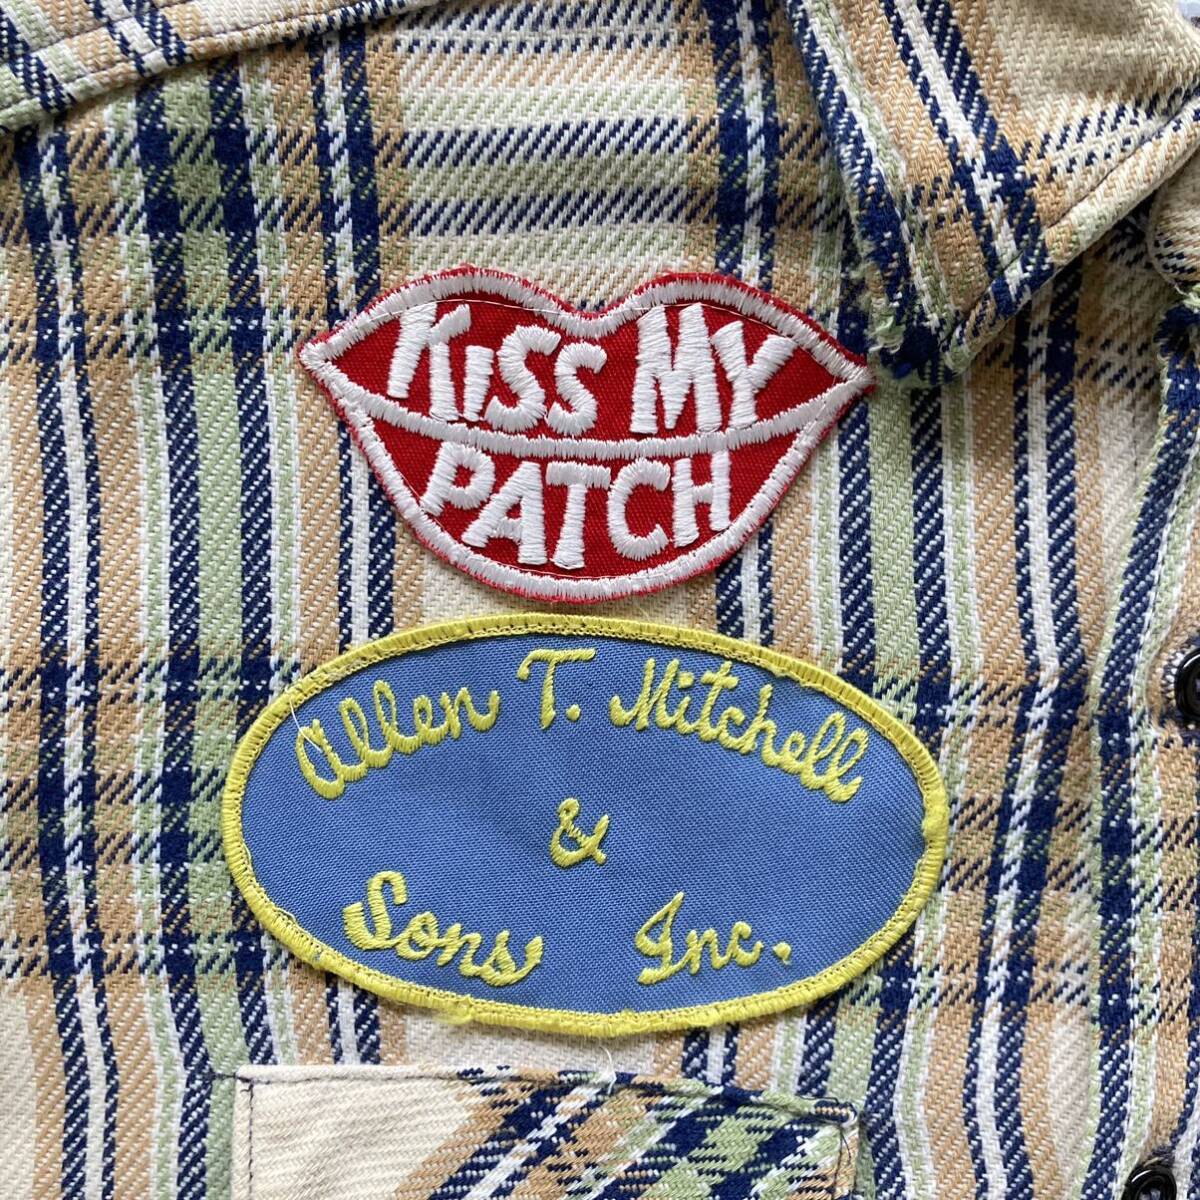 KiSS MY
PATCH
Allen T. Mitchell
&
Sons Inc.